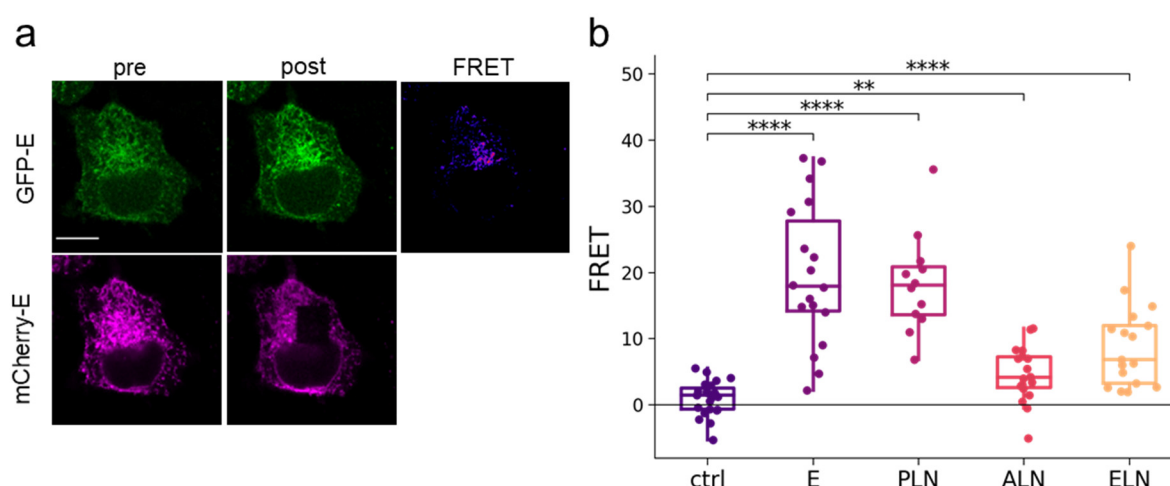 a
pre post FRET
GFP-E
mCherry-E
b
****
**
****
****
FRET
50
40
30
20
10
0
ctrl E PLN ALN ELN